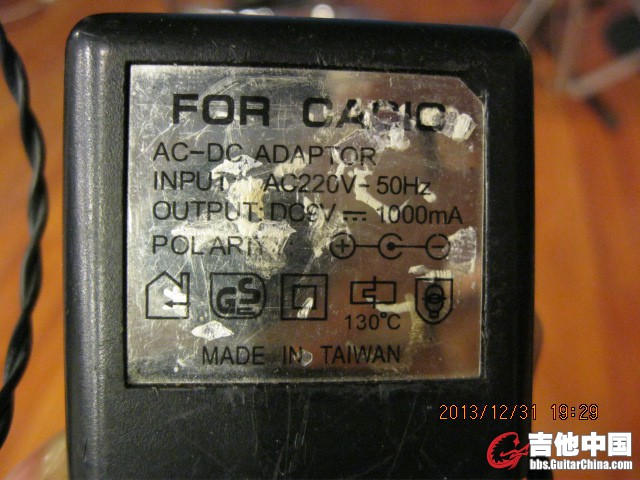 FOR CASIO
AC-DC ADAPTOR
INPUT: AC220V-50Hz
OUTPUT: DC9V ⎓ 1000mA
POLARITY
GS
130°C
MADE IN TAIWAN
2013/12/31 19:29
吉他中国
bbs.GuitarChina.com